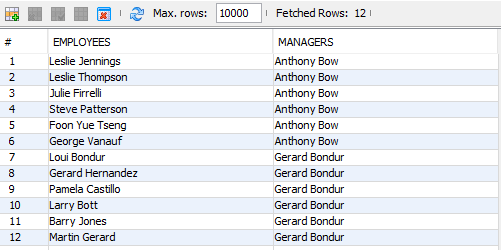 Max. rows: 10000 Fetched Rows: 12
# EMPLOYEES MANAGERS
1 Leslie Jennings Anthony Bow
2 Leslie Thompson Anthony Bow
3 Julie Firrelli Anthony Bow
4 Steve Patterson Anthony Bow
5 Foon Yue Tseng Anthony Bow
6 George Vanauf Anthony Bow
7 Loui Bondur Gerard Bondur
8 Gerard Hernandez Gerard Bondur
9 Pamela Castillo Gerard Bondur
10 Larry Bott Gerard Bondur
11 Barry Jones Gerard Bondur
12 Martin Gerard Gerard Bondur